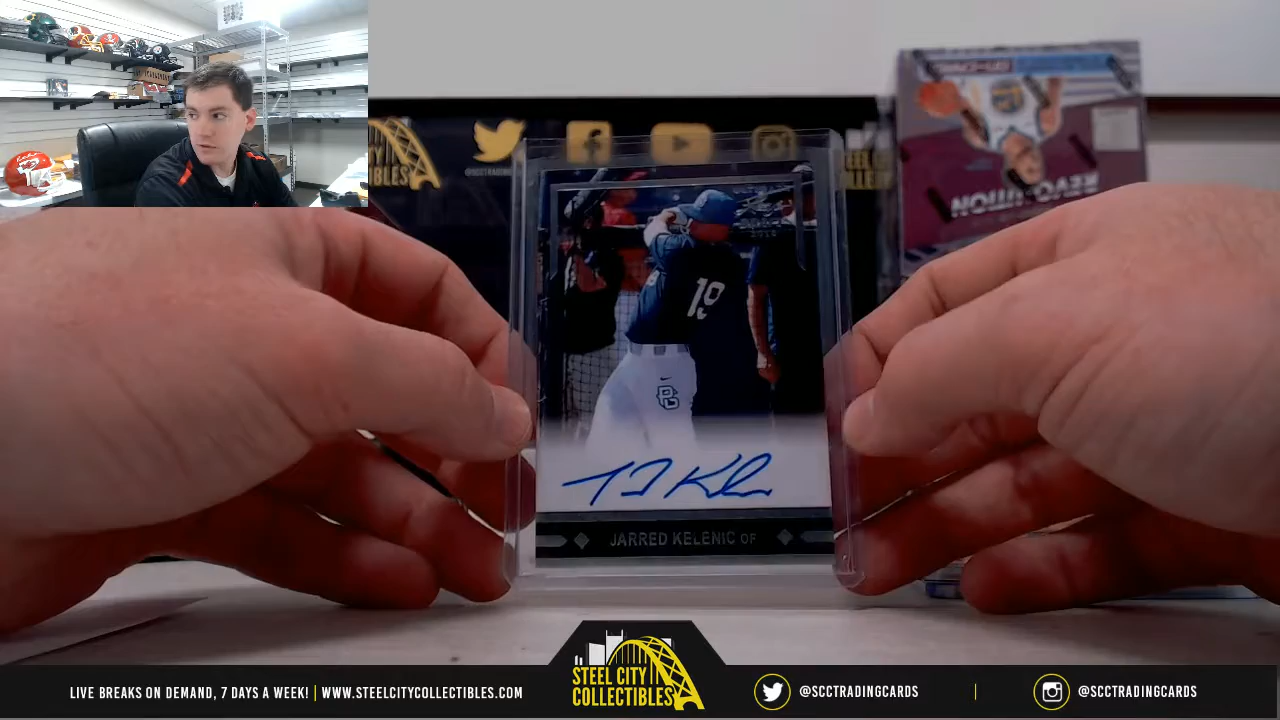 19
PG
JARRED KELENIC OF
REVOLUTION
STEEL CITY
COLLECTIBLES
LIVE BREAKS ON DEMAND, 7 DAYS A WEEK! | WWW.STEELCITYCOLLECTIBLES.COM
@SCCTRADINGCARDS
@SCCTRADINGCARDS